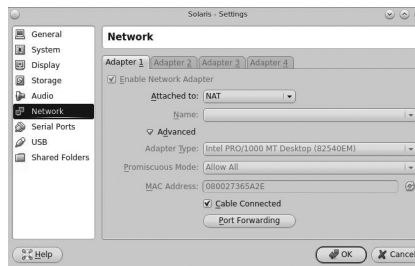 Solaris - Settings
General
System
Display
Storage
Audio
Network
Serial Ports
USB
Shared Folders
Network
Adapter 1 Adapter 2 Adapter 3 Adapter 4
Enable Network Adapter
Attached to: NAT
Name:
Advanced
Adapter Type: Intel PRO/1000 MT Desktop (82540EM)
Promiscuous Mode: Allow All
MAC Address: 080027365A2E
Cable Connected
Port Forwarding
Help OK Cancel